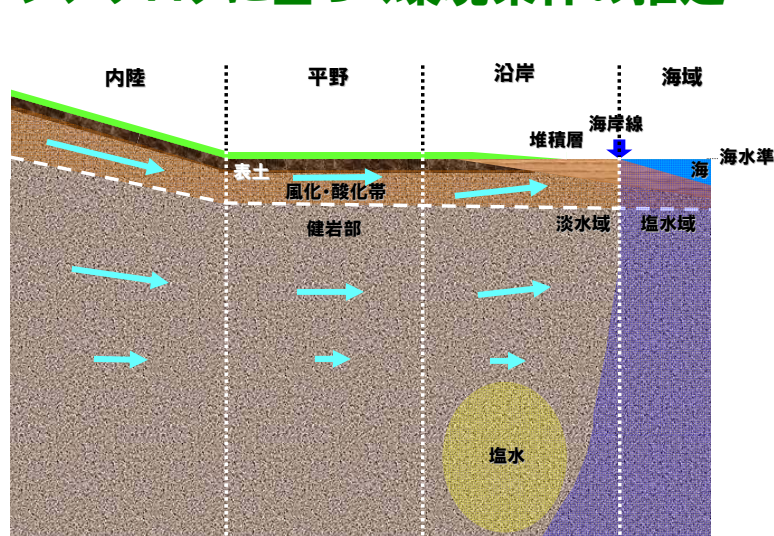 内陸
平野
沿岸
海域
海岸線
堆積層
海水準
海
表土
風化・酸化帯
健岩部
淡水域
塩水域
塩水